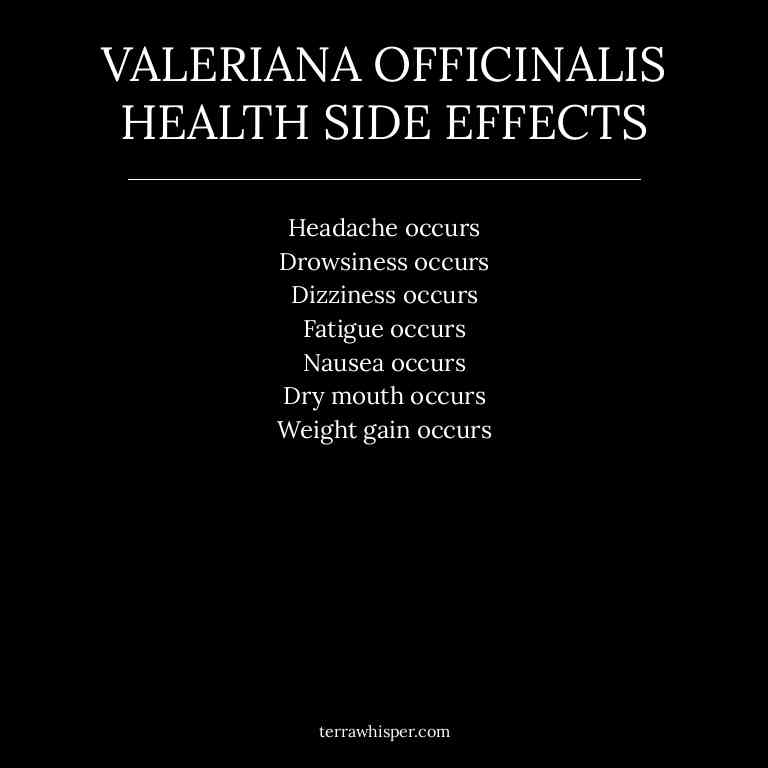 VALERIANA OFFICINALIS
HEALTH SIDE EFFECTS
Headache occurs
Drowsiness occurs
Dizziness occurs
Fatigue occurs
Nausea occurs
Dry mouth occurs
Weight gain occurs
terrawhisper.com